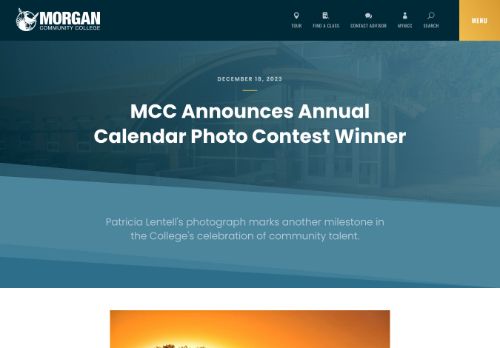 MORGAN
COMMUNITY COLLEGE
TOUR
FIND A CLASS
CONTACT ADVISOR
MYMCC
SEARCH
MENU
DECEMBER 15, 2023
MCC Announces Annual
Calendar Photo Contest Winner
Patricia Lentell's photograph marks another milestone in
the College's celebration of community talent.